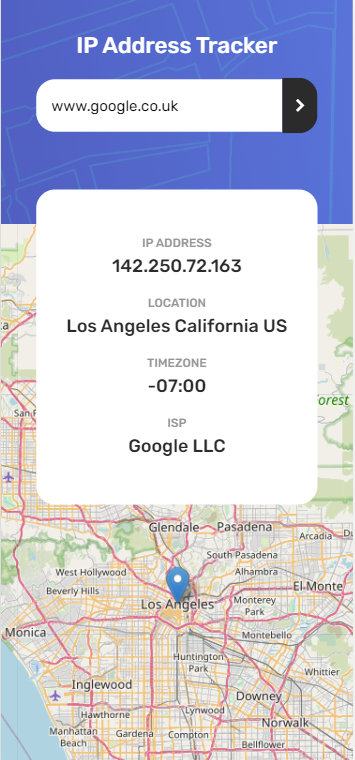 IP Address Tracker
www.google.co.uk
IP ADDRESS
142.250.72.163
LOCATION
Los Angeles California US
TIMEZONE
-07:00
ISP
Google LLC
orest
San F
Glendale
Pasadena
Arcadia
South Pasadena
West Hollywood
Alhambra
Beverly Hills
El Monte
Los Angeles
Monterey
Park
Monica
Montebello
Huntington
Park
Whittier
Inglewood
Downey
Hawthorne
Lynwood
Norwalk
Manhattan
Beach
Gardena
Compton
Bellflower